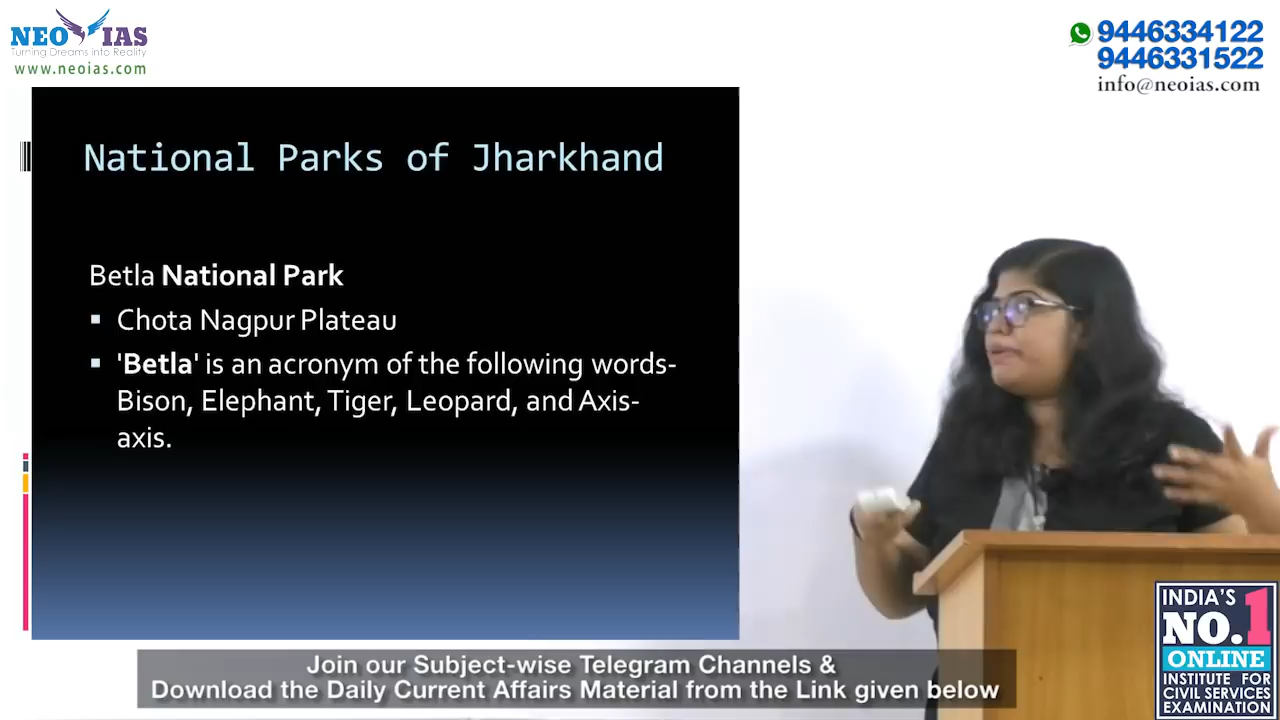 NEO IAS
Turning Dreams into Reality
www.neoias.com
9446334122
9446331522
info@neoias.com
National Parks of Jharkhand
Betla National Park
Chota Nagpur Plateau
'Betla' is an acronym of the following words-
Bison, Elephant, Tiger, Leopard, and Axis-
axis.
INDIA'S
NO.1
ONLINE
INSTITUTE FOR
CIVIL SERVICES
EXAMINATION
Join our Subject-wise Telegram Channels &
Download the Daily Current Affairs Material from the Link given below